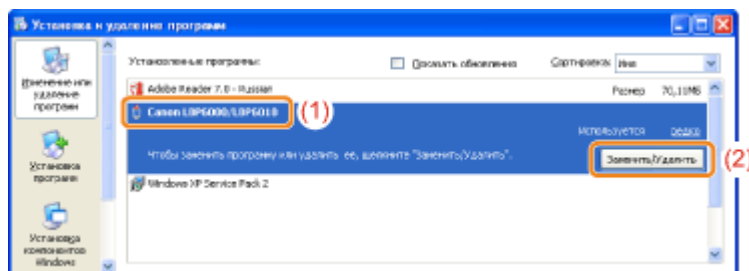 Установка и удаление программ
Изменение или
удаление
программ
Установленные программы:
Показать обновления
Сортировка: Имя
Adobe Reader 7.0 - Russian
Размер 70,11МБ
Canon LBP6000/LBP6018
(1)
Используется редко
Чтобы заменить программу или удалить ее, щелкните "Заменить/Удалить".
Заменить/Удалить
(2)
Установка
программ
Windows XP Service Pack 2
Установка
компонентов
Windows